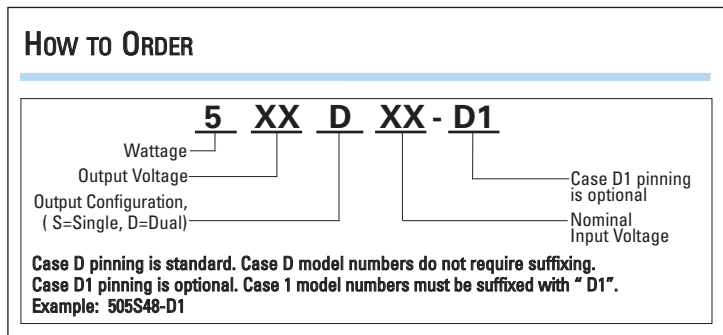 HOW TO ORDER
5 XX D XX - D1
Wattage
Output Voltage
Output Configuration,
( S=Single, D=Dual)
Case D1 pinning
is optional
Nominal
Input Voltage
Case D pinning is standard. Case D model numbers do not require suffixing.
Case D1 pinning is optional. Case 1 model numbers must be suffixed with “ D1”.
Example: 505S48-D1